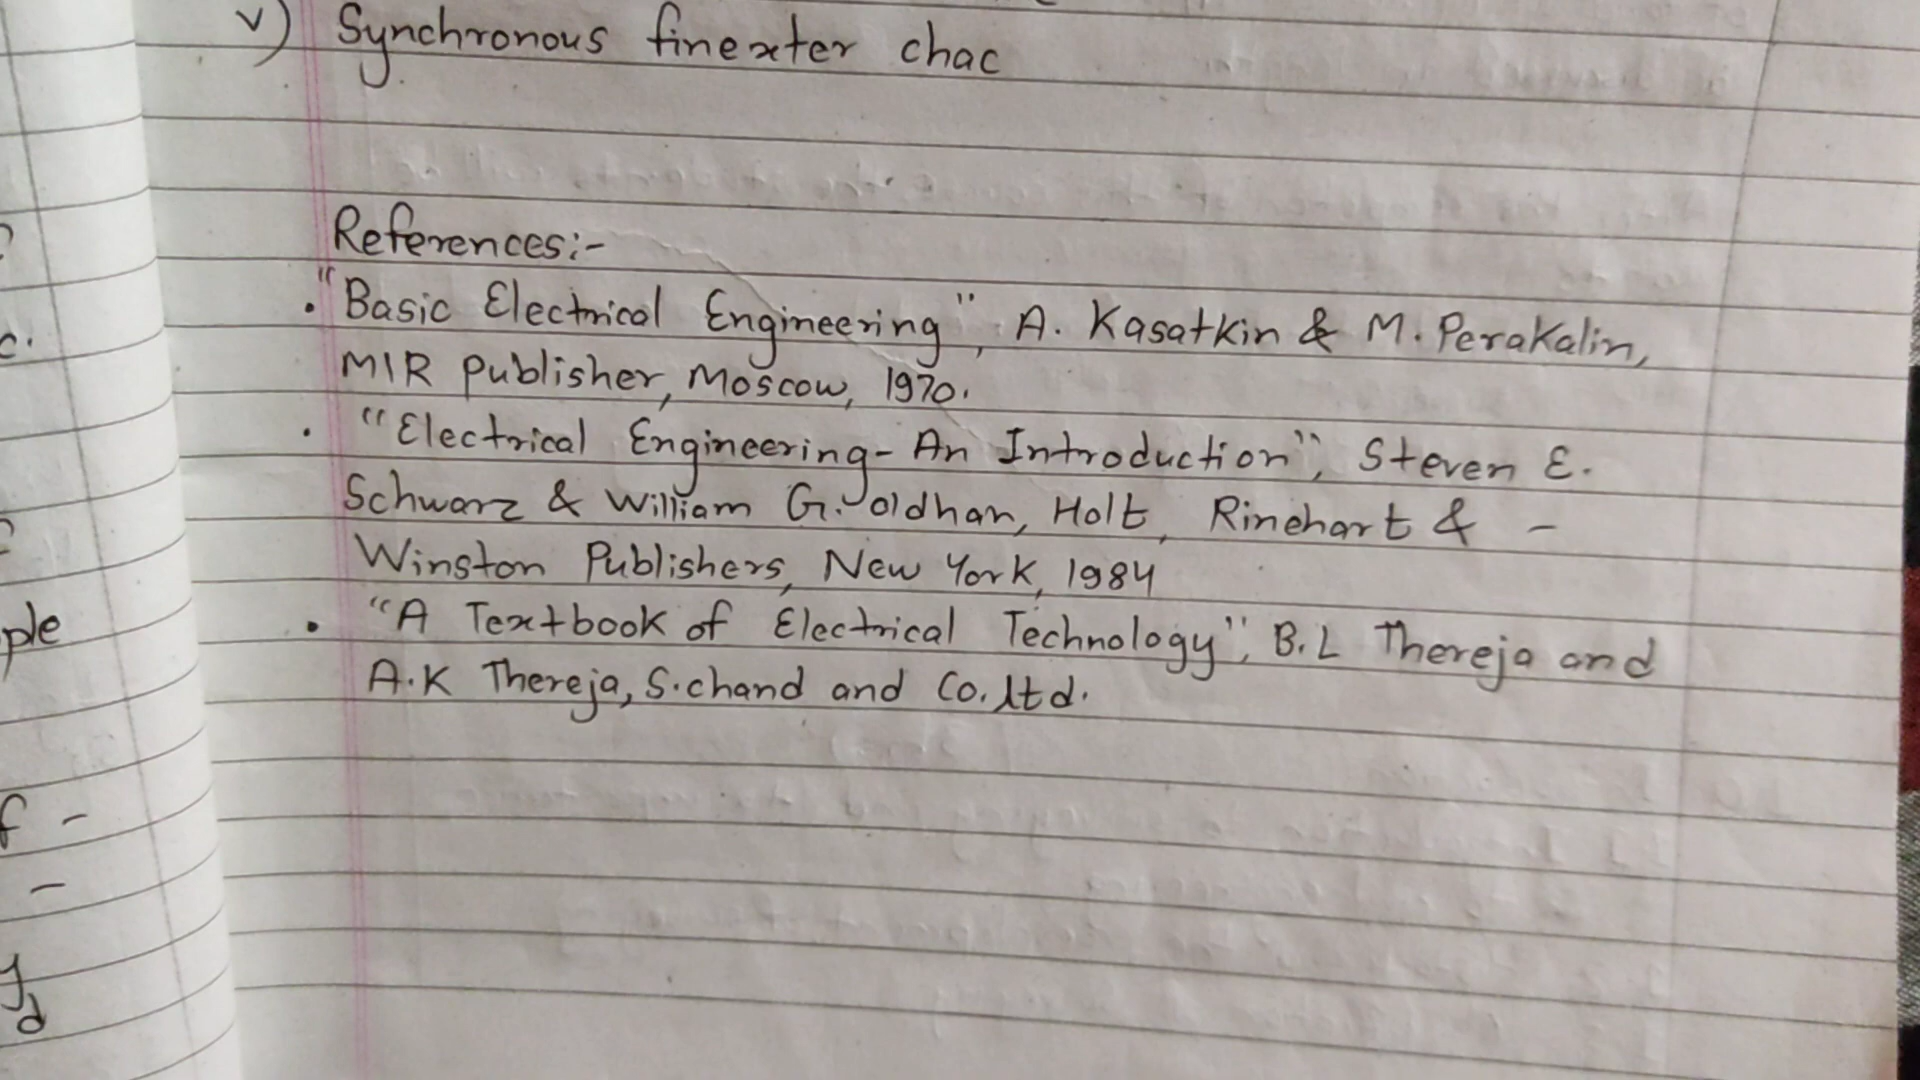 v) Synchronous finexter chac
References:-
• "Basic Electrical Engineering", A. Kasatkin & M. Perakalin,
MIR Publisher, Moscow, 1970.
• "Electrical Engineering- An Introduction", Steven E.
Schwarz & William G. Oldhan, Holt, Rinehart & -
Winston Publishers, New York, 1984
• "A Textbook of Electrical Technology", B.L Thereja and
A.K Thereja, S.chand and Co. ltd.
c.
ple
f -
-
y
d